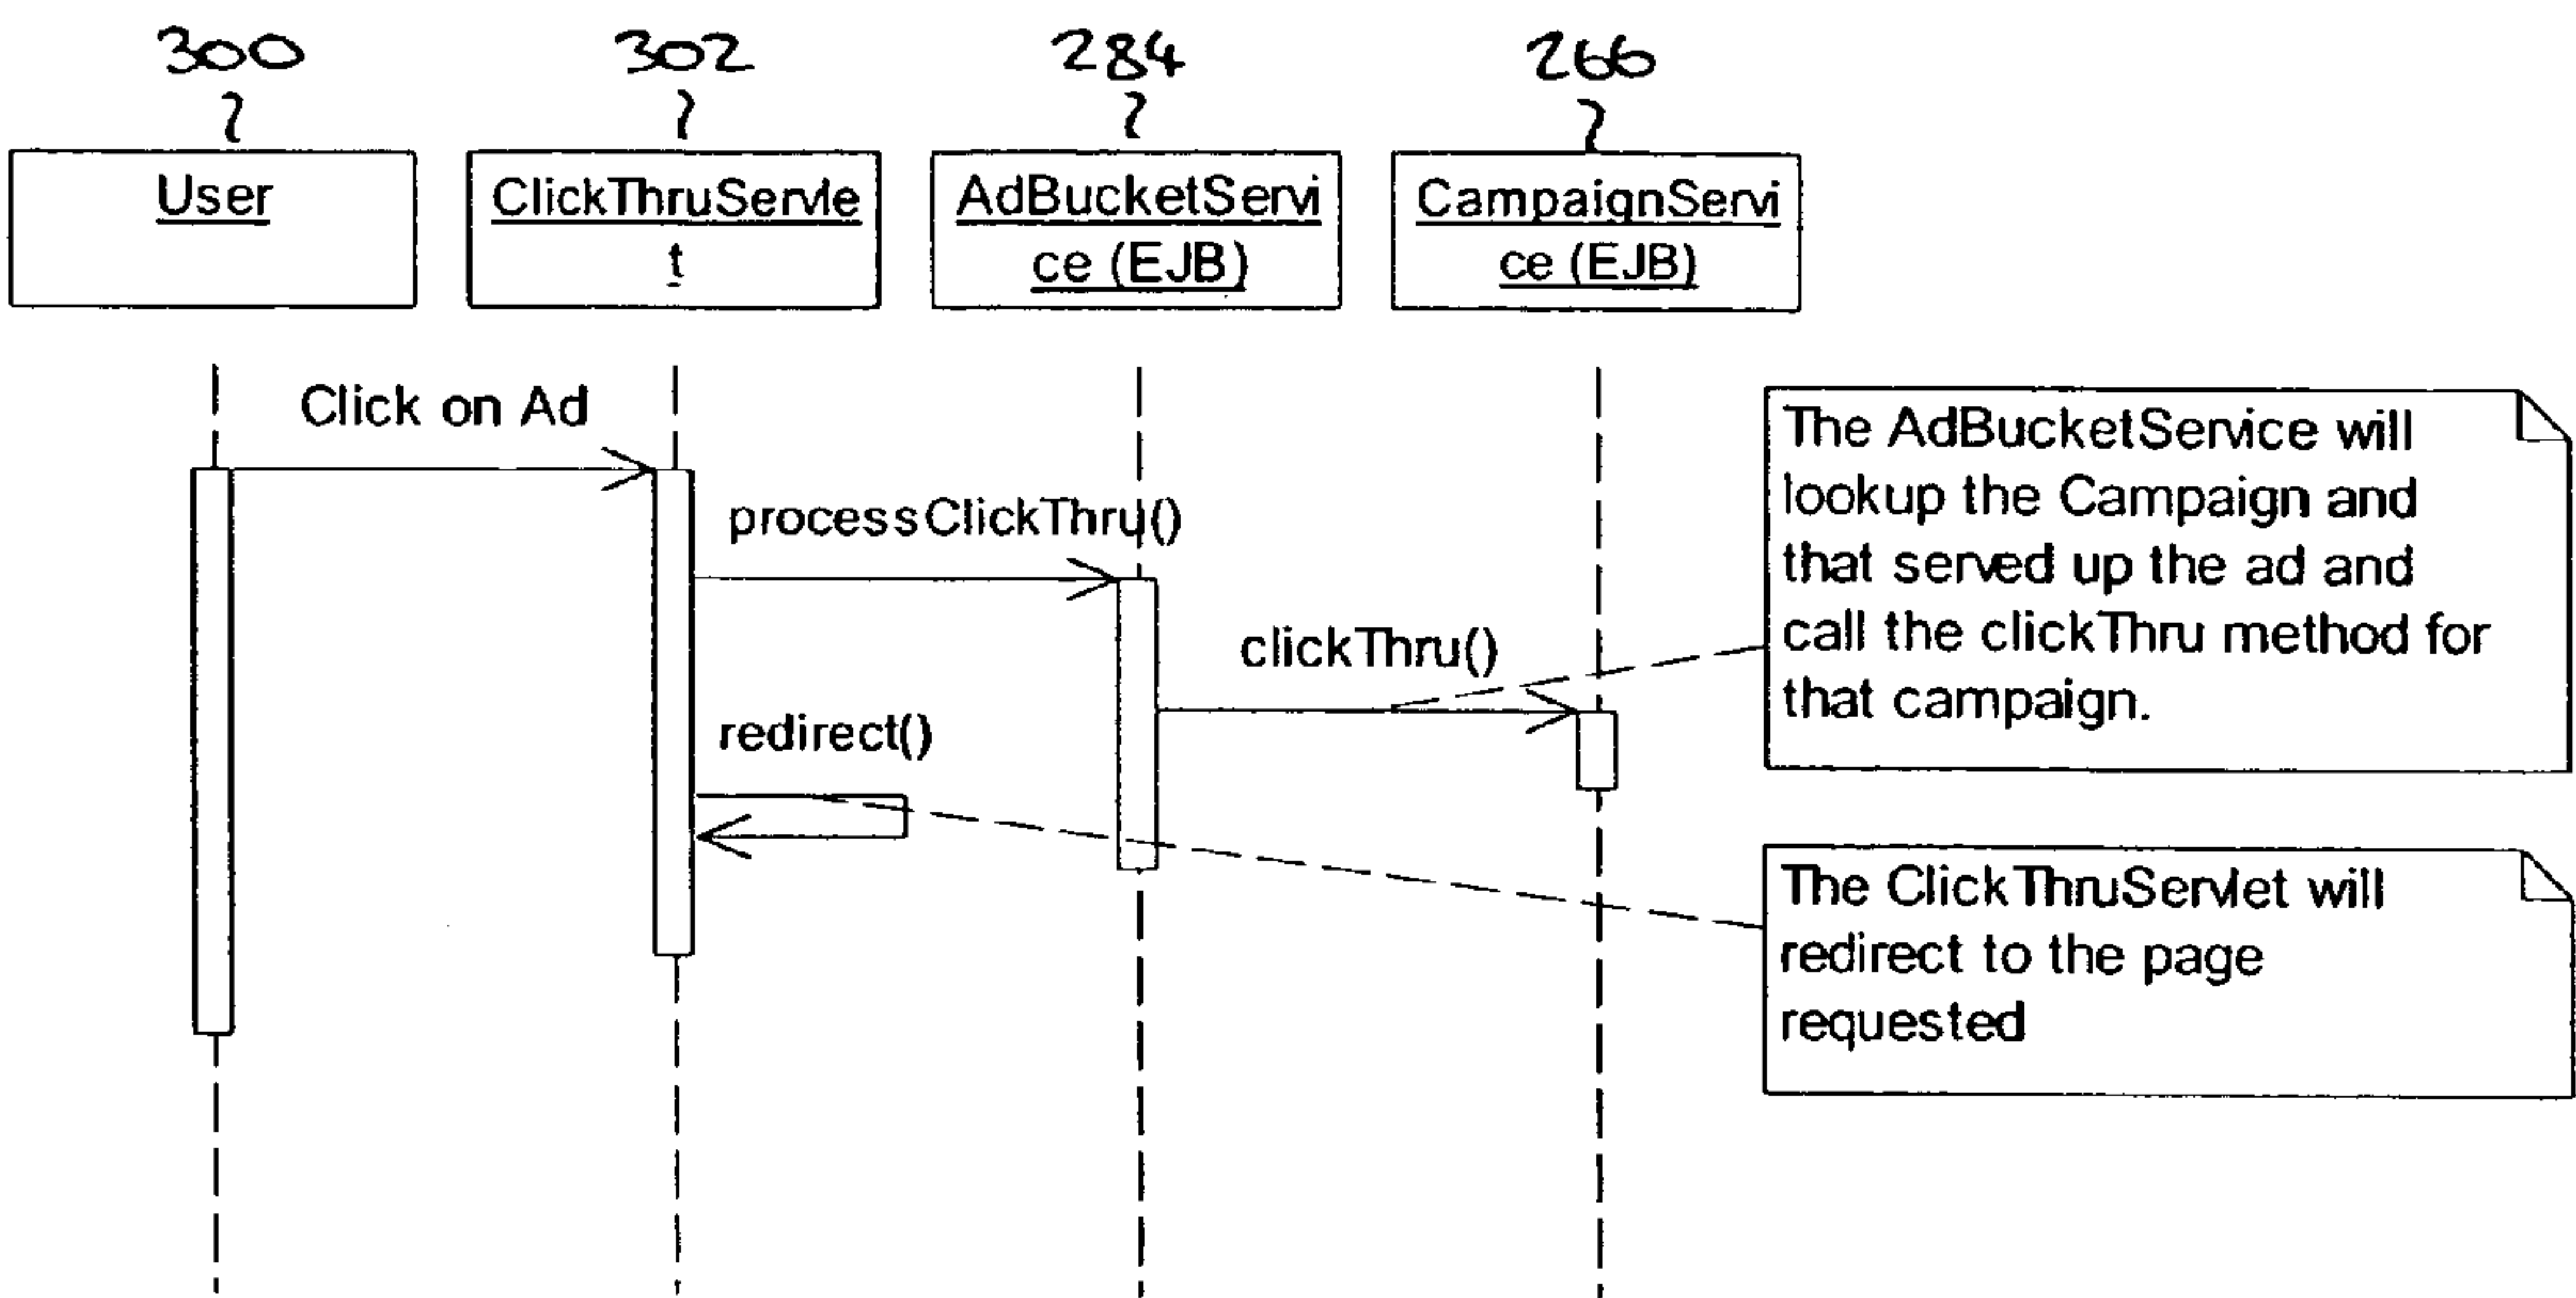 300 302 284 266
User
ClickThruServle
t
AdBucketServi
ce (EJB)
CampaignServi
ce (EJB)
Click on Ad
processClickThru()
clickThru()
redirect()
The AdBucketService will
lookup the Campaign and
that served up the ad and
call the clickThru method for
that campaign.
The ClickThruServlet will
redirect to the page
requested